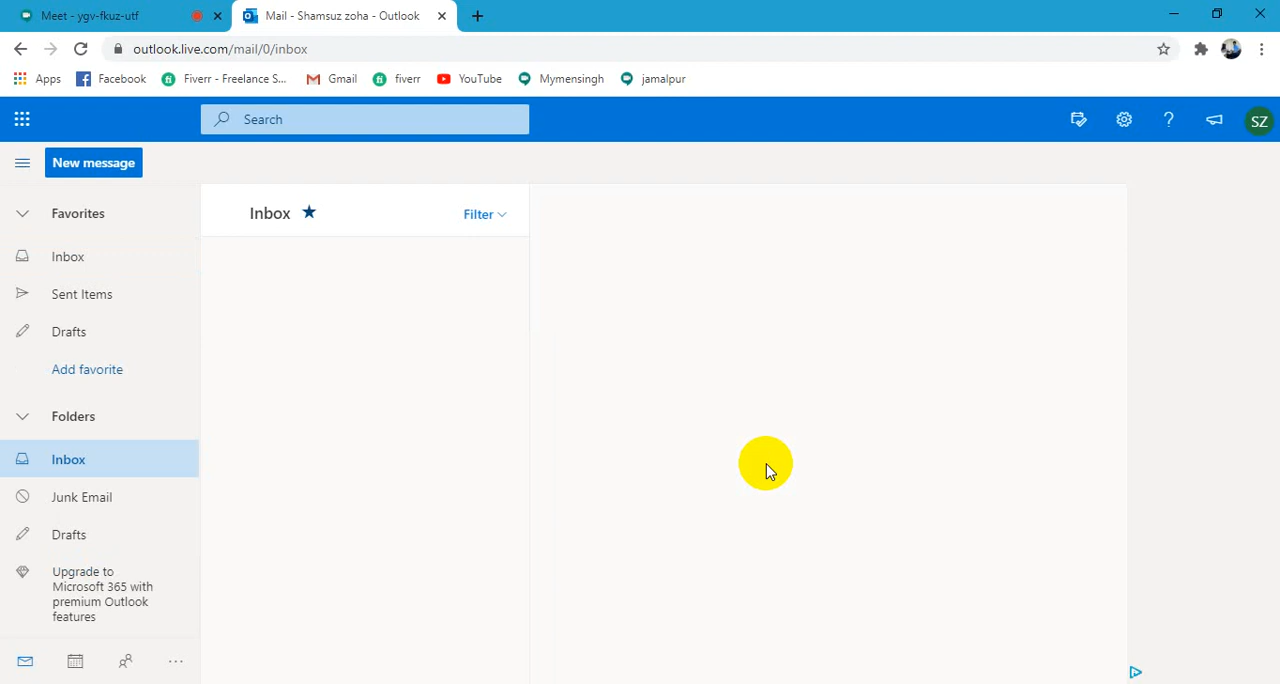 Meet - ygv-fkuz-utf
Mail - Shamsuz zoha - Outlook
outlook.live.com/mail/0/inbox
Apps
Facebook
Fiverr - Freelance S...
Gmail
fiverr
YouTube
Mymensingh
jamalpur
Search
SZ
New message
Favorites
Inbox
Sent Items
Drafts
Add favorite
Folders
Inbox
Junk Email
Drafts
Upgrade to
Microsoft 365 with
premium Outlook
features
Inbox
Filter